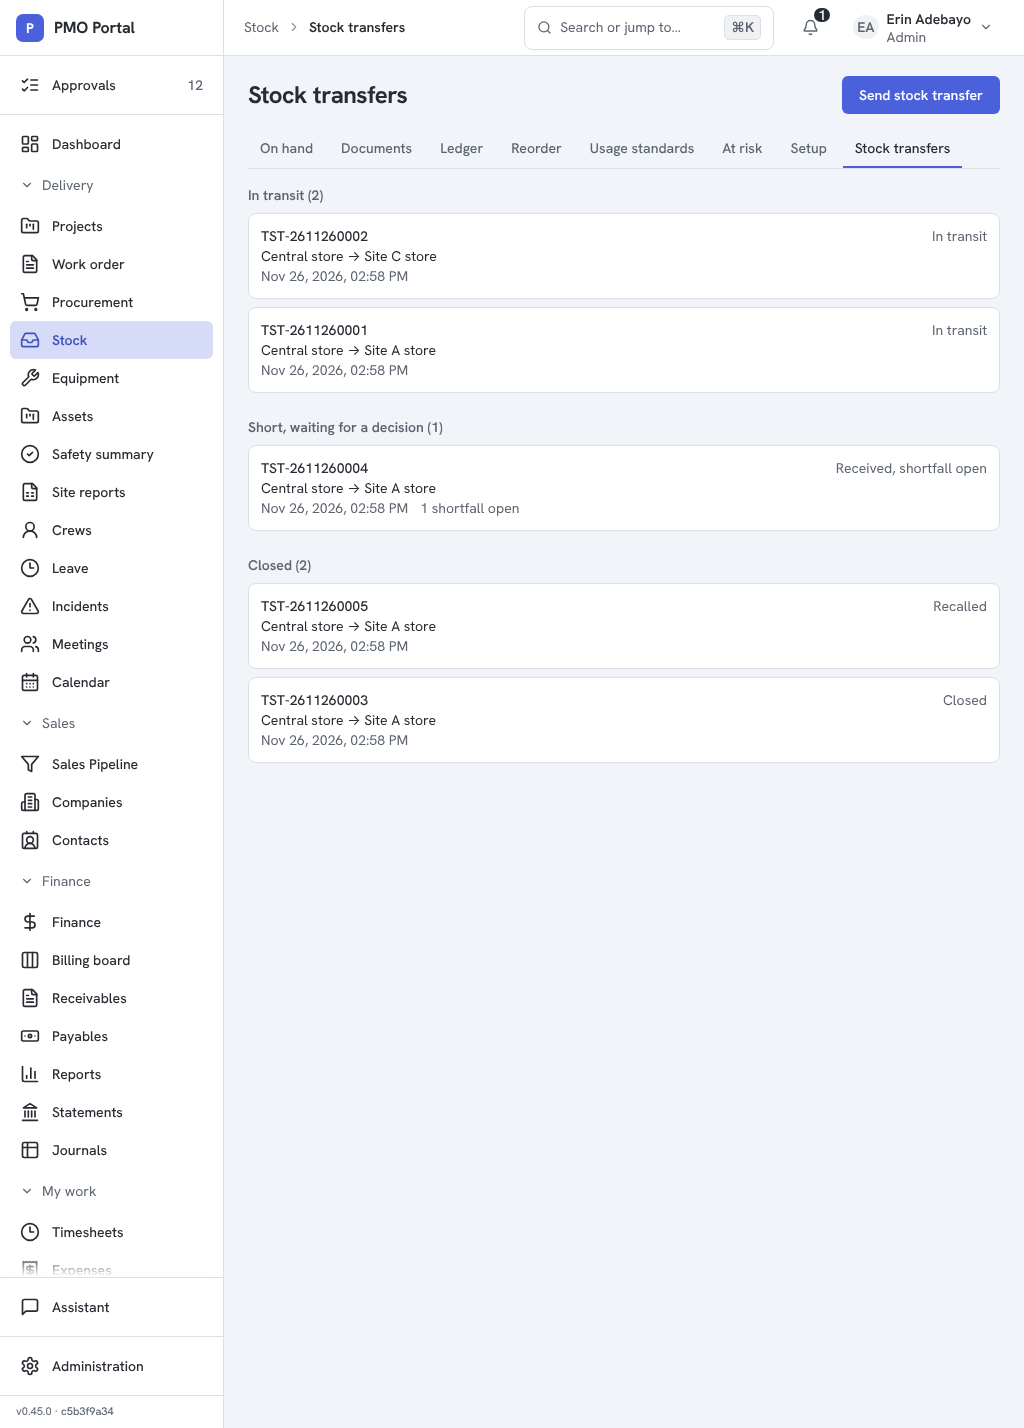 P PMO Portal
Approvals 12
Dashboard
Delivery
Projects
Work order
Procurement
Stock
Equipment
Assets
Safety summary
Site reports
Crews
Leave
Incidents
Meetings
Calendar
Sales
Sales Pipeline
Companies
Contacts
Finance
Finance
Billing board
Receivables
Payables
Reports
Statements
Journals
My work
Timesheets
Expenses
Assistant
Administration
v0.45.0 · c5b3f9a34
Stock > Stock transfers
Search or jump to... ⌘K
1
EA Erin Adebayo
Admin
Stock transfers
Send stock transfer
On hand Documents Ledger Reorder Usage standards At risk Setup Stock transfers
In transit (2)
TST-2611260002 In transit
Central store → Site C store
Nov 26, 2026, 02:58 PM
TST-2611260001 In transit
Central store → Site A store
Nov 26, 2026, 02:58 PM
Short, waiting for a decision (1)
TST-2611260004 Received, shortfall open
Central store → Site A store
Nov 26, 2026, 02:58 PM 1 shortfall open
Closed (2)
TST-2611260005 Recalled
Central store → Site A store
Nov 26, 2026, 02:58 PM
TST-2611260003 Closed
Central store → Site A store
Nov 26, 2026, 02:58 PM